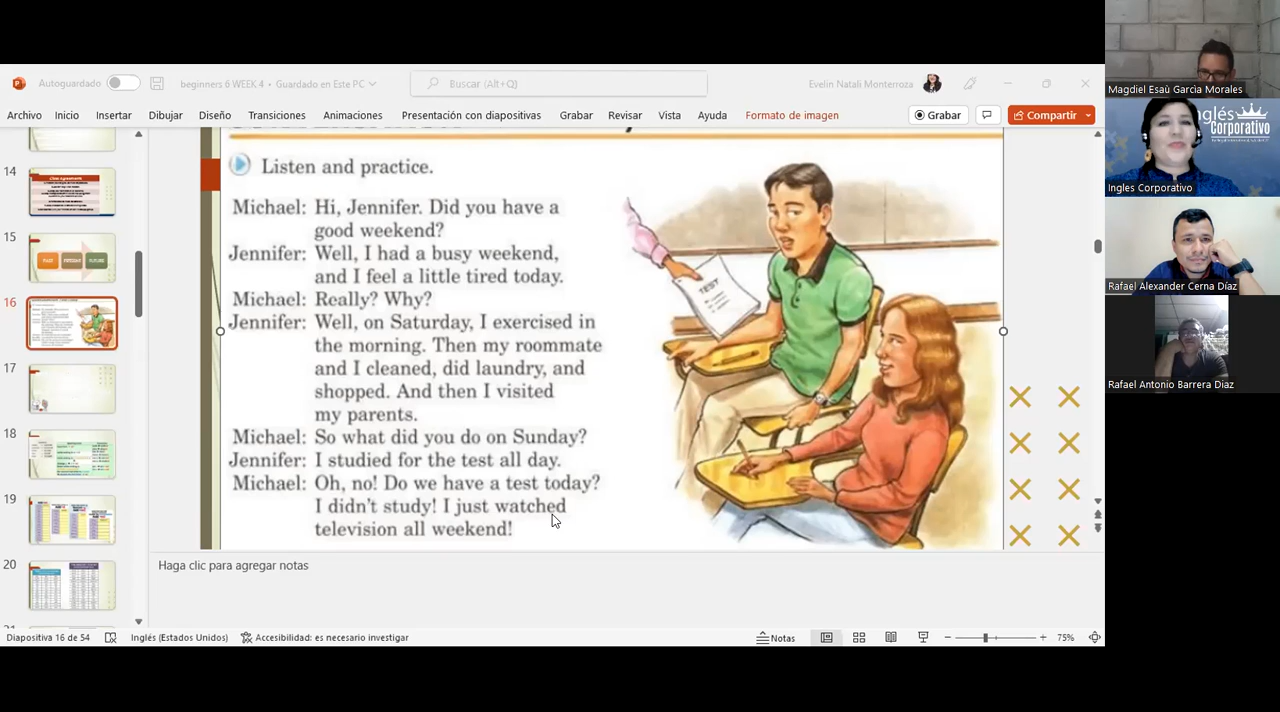 Autoguardado
beginners 6 WEEK 4 • Guardado en Este PC
Buscar (Alt+Q)
Evelin Natali Monterroza
Archivo Inicio Insertar Dibujar Diseño Transiciones Animaciones Presentación con diapositivas Grabar Revisar Vista Ayuda Formato de imagen
Grabar
Compartir
14
15
PAST PRESENT FUTURE
16
17
18
19
20
Listen and practice.
Michael: Hi, Jennifer. Did you have a
good weekend?
Jennifer: Well, I had a busy weekend,
and I feel a little tired today.
Michael: Really? Why?
Jennifer: Well, on Saturday, I exercised in
the morning. Then my roommate
and I cleaned, did laundry, and
shopped. And then I visited
my parents.
Michael: So what did you do on Sunday?
Jennifer: I studied for the test all day.
Michael: Oh, no! Do we have a test today?
I didn't study! I just watched
television all weekend!
TEST
Haga clic para agregar notas
Diapositiva 16 de 54
Inglés (Estados Unidos)
Accesibilidad: es necesario investigar
Notas
75%
Magdiel Esaù Garcia Morales
Inglés
Corporativo
Ingles Corporativo
Rafael Alexander Cerna Díaz
Rafael Antonio Barrera Diaz